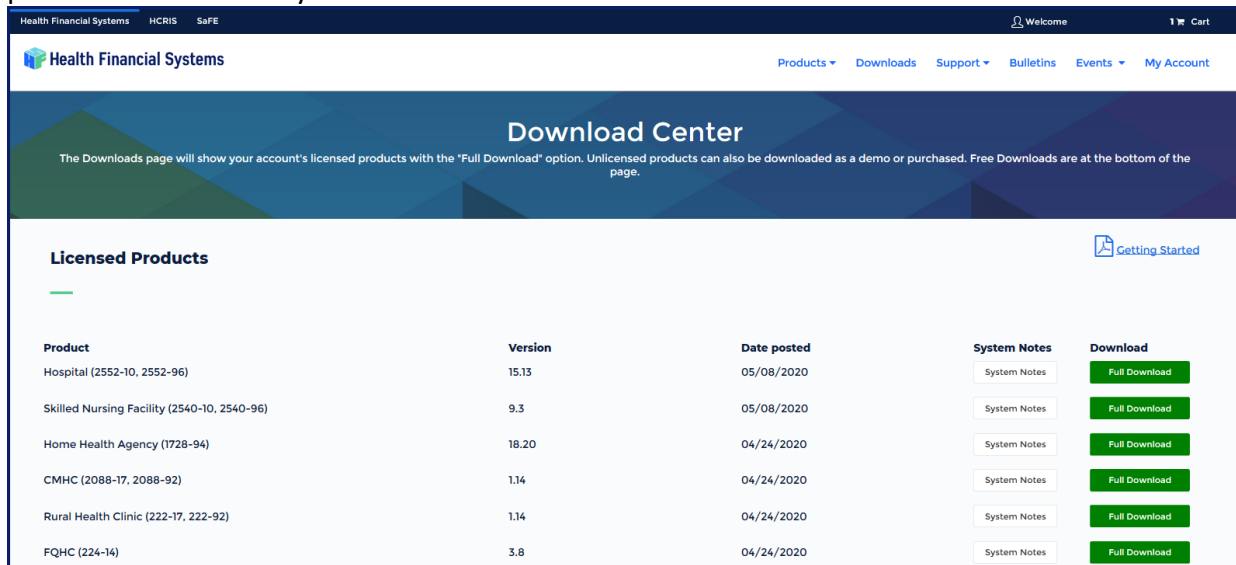 Health Financial Systems HCRIS SaFE Welcome 1 Cart
Health Financial Systems
Products Downloads Support Bulletins Events My Account
Download Center
The Downloads page will show your account's licensed products with the "Full Download" option. Unlicensed products can also be downloaded as a demo or purchased. Free Downloads are at the bottom of the
page.
Getting Started
Licensed Products
Product Version Date posted System Notes Download
Hospital (2552-10, 2552-96) 15.13 05/08/2020 System Notes Full Download
Skilled Nursing Facility (2540-10, 2540-96) 9.3 05/08/2020 System Notes Full Download
Home Health Agency (1728-94) 18.20 04/24/2020 System Notes Full Download
CMHC (2088-17, 2088-92) 1.14 04/24/2020 System Notes Full Download
Rural Health Clinic (222-17, 222-92) 1.14 04/24/2020 System Notes Full Download
FQHC (224-14) 3.8 04/24/2020 System Notes Full Download